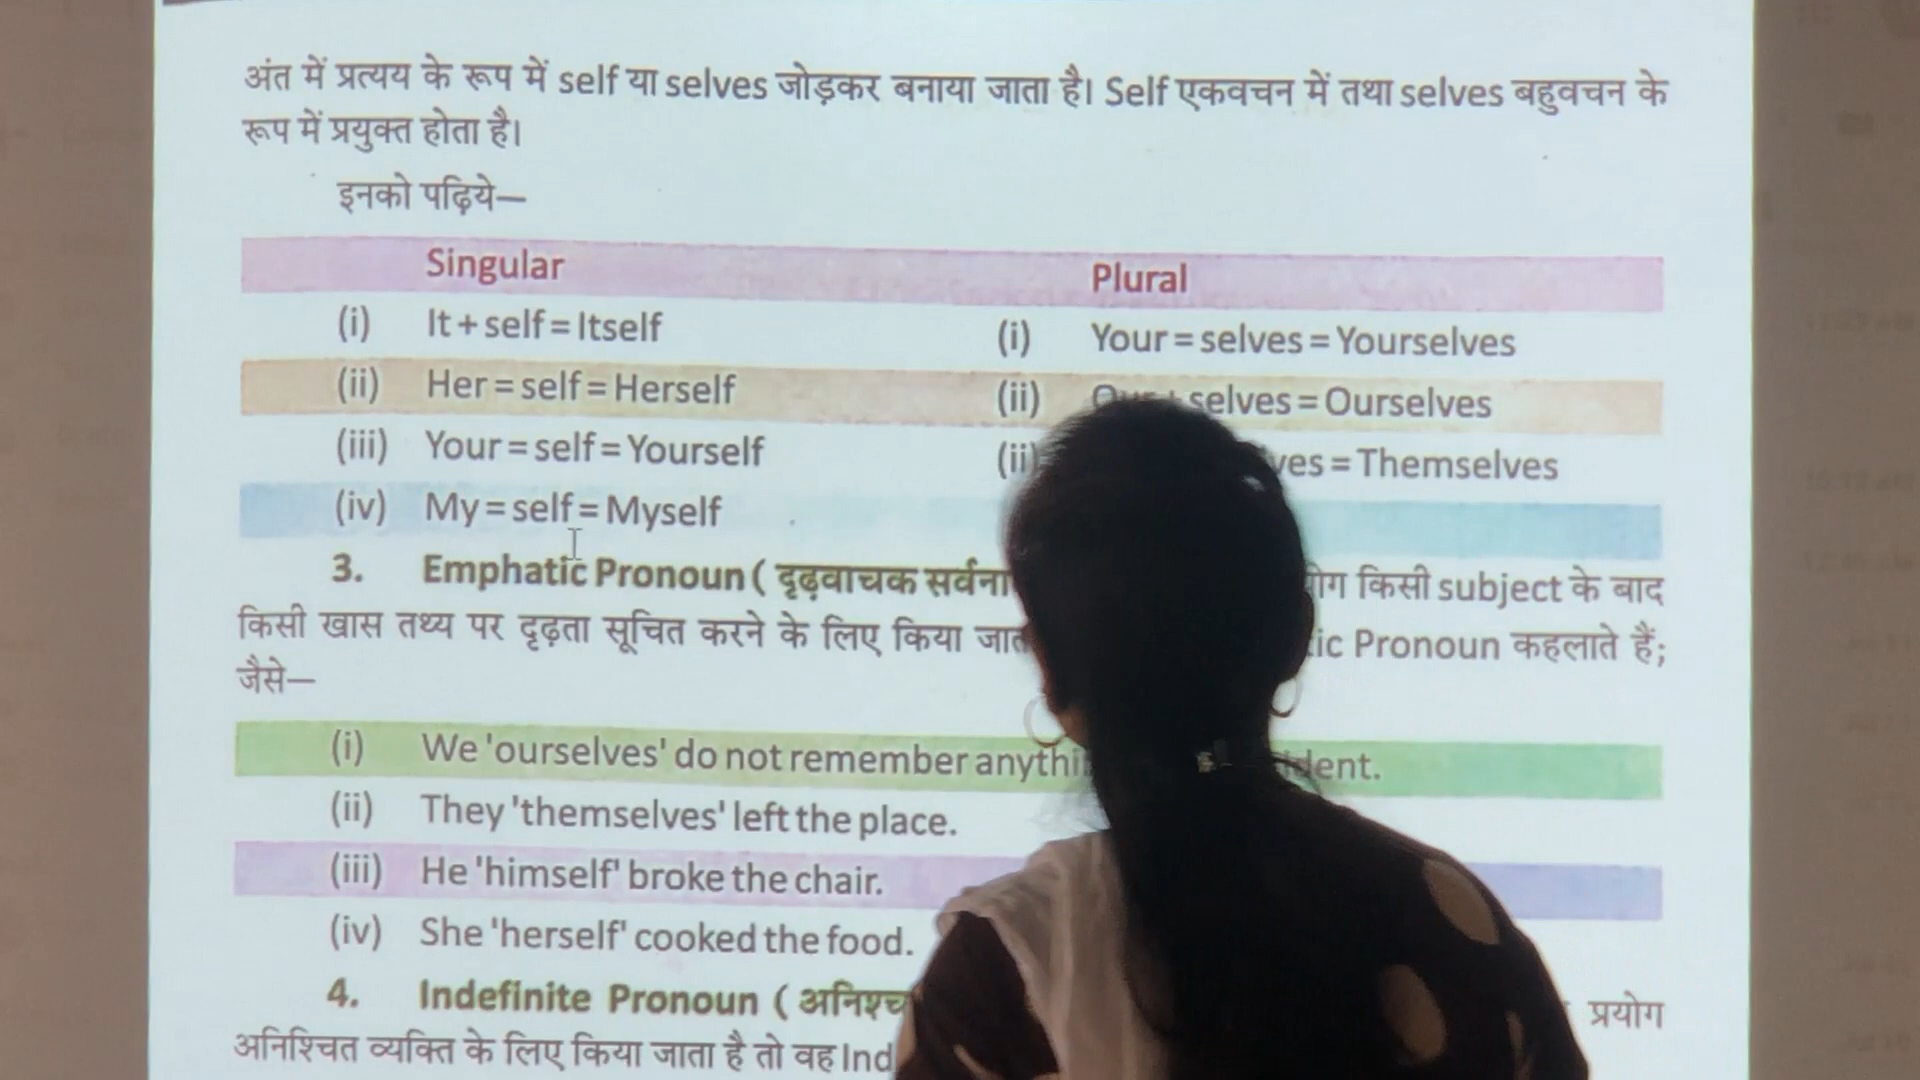 अंत में प्रत्यय के रूप में self या selves जोड़कर बनाया जाता है। Self एकवचन में तथा selves बहुवचन के
रूप में प्रयुक्त होता है।
इनको पढ़िये—
Singular Plural
(i) It + self = Itself (i) Your = selves = Yourselves
(ii) Her = self = Herself (ii) selves = Ourselves
(iii) Your = self = Yourself (ii) = Themselves
(iv) My = self = Myself
3. Emphatic Pronoun ( दृढ़वाचक किसी subject के बाद
किसी खास तथ्य पर दृढ़ता सूचित करने के लिए किया Pronoun कहलाते हैं;
जैसे—
(i) We 'ourselves' do not remember
(ii) They 'themselves' left the place.
(iii) He 'himself' broke the chair.
(iv) She 'herself' cooked the food.
4. Indefinite Pronoun ( प्रयोग
अनिश्चित व्यक्ति के लिए किया जाता है तो वह